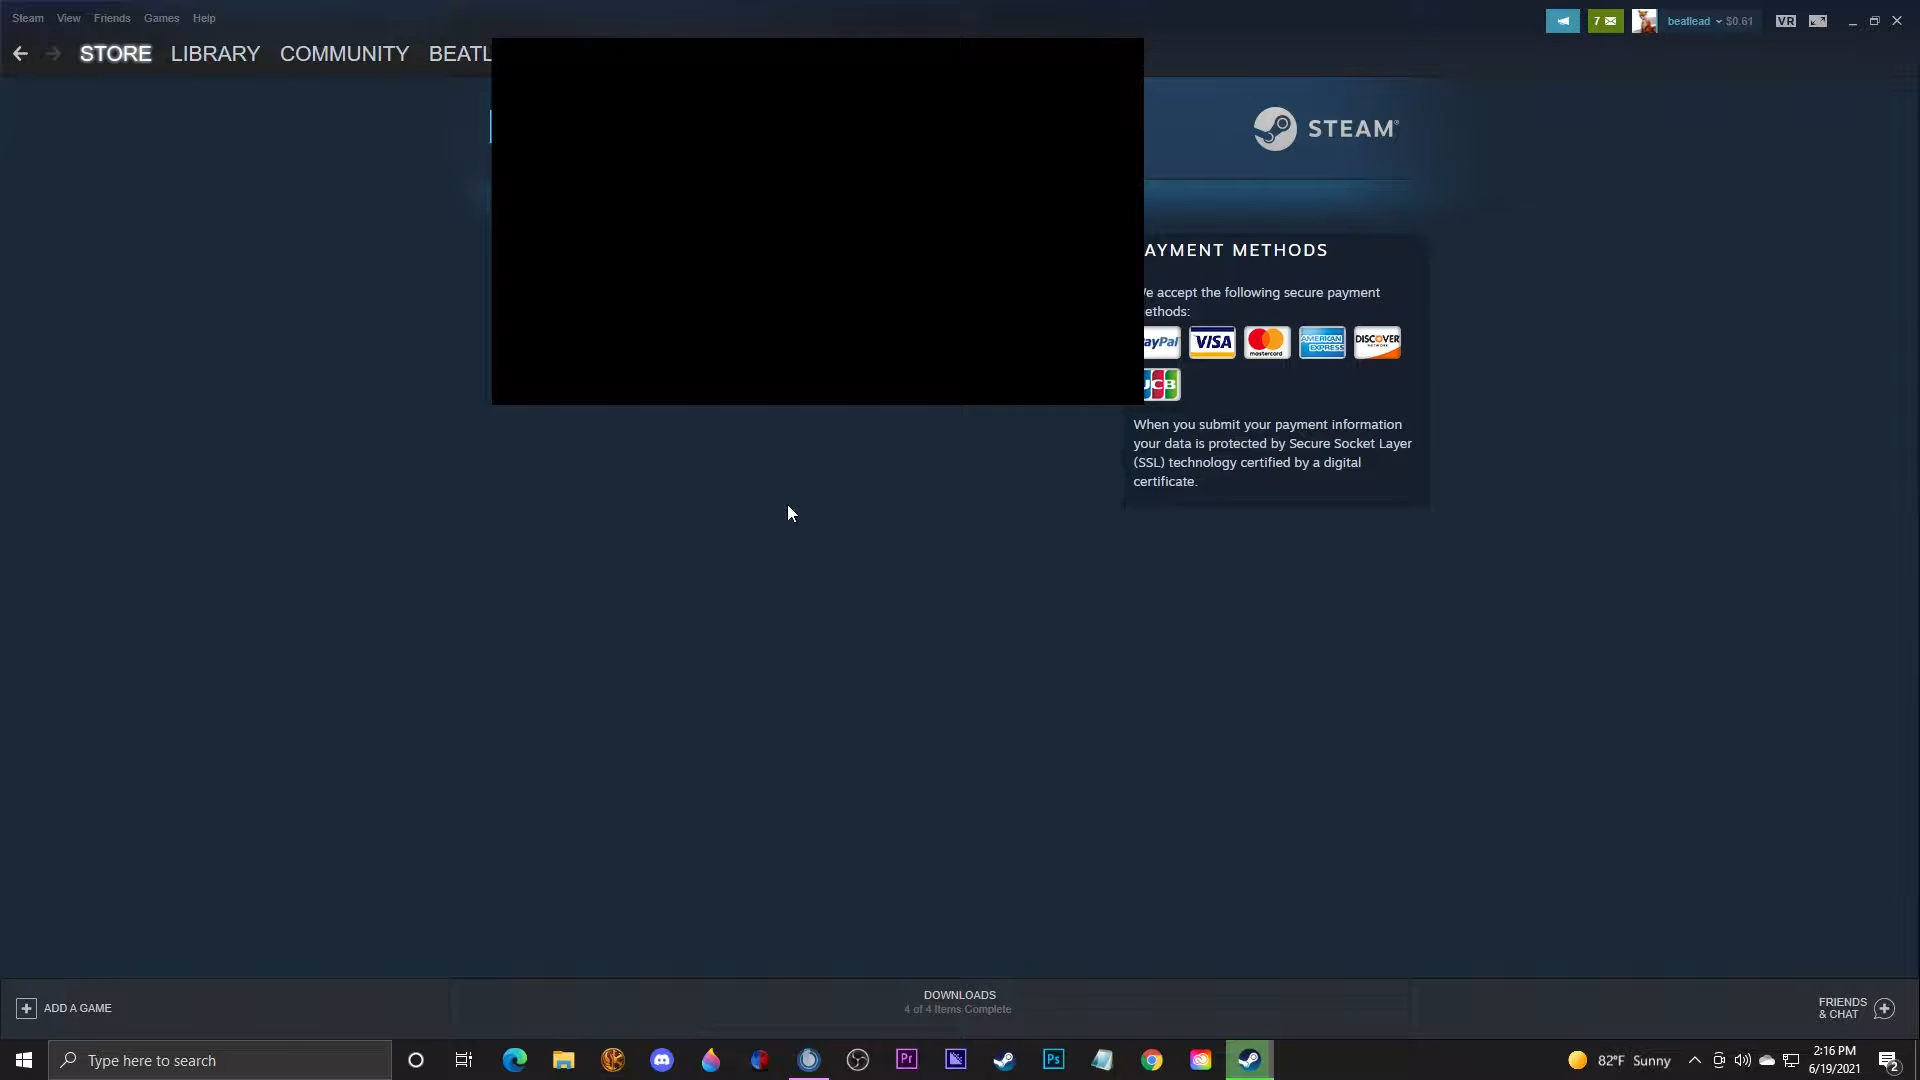 Steam View Friends Games Help
7 beatlead $0.61 VR
STORE LIBRARY COMMUNITY BEATL
STEAM
AYMENT METHODS
e accept the following secure payment
ethods:
ayPal VISA mastercard AMERICAN EXPRESS DISCOVER NETWORK
JCB
When you submit your payment information
your data is protected by Secure Socket Layer
(SSL) technology certified by a digital
certificate.
ADD A GAME
DOWNLOADS
4 of 4 Items Complete
FRIENDS
& CHAT
Type here to search
Pr Ps
82°F Sunny
2:16 PM
6/19/2021
2